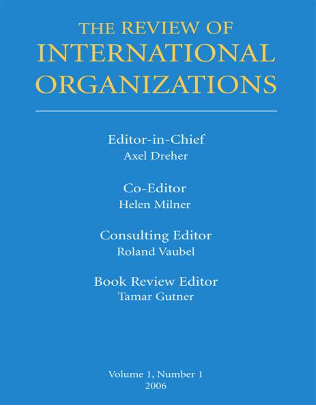 THE REVIEW OF
INTERNATIONAL
ORGANIZATIONS
Editor-in-Chief
Axel Dreher
Co-Editor
Helen Milner
Consulting Editor
Roland Vaubel
Book Review Editor
Tamar Gutner
Volume 1, Number 1
2006